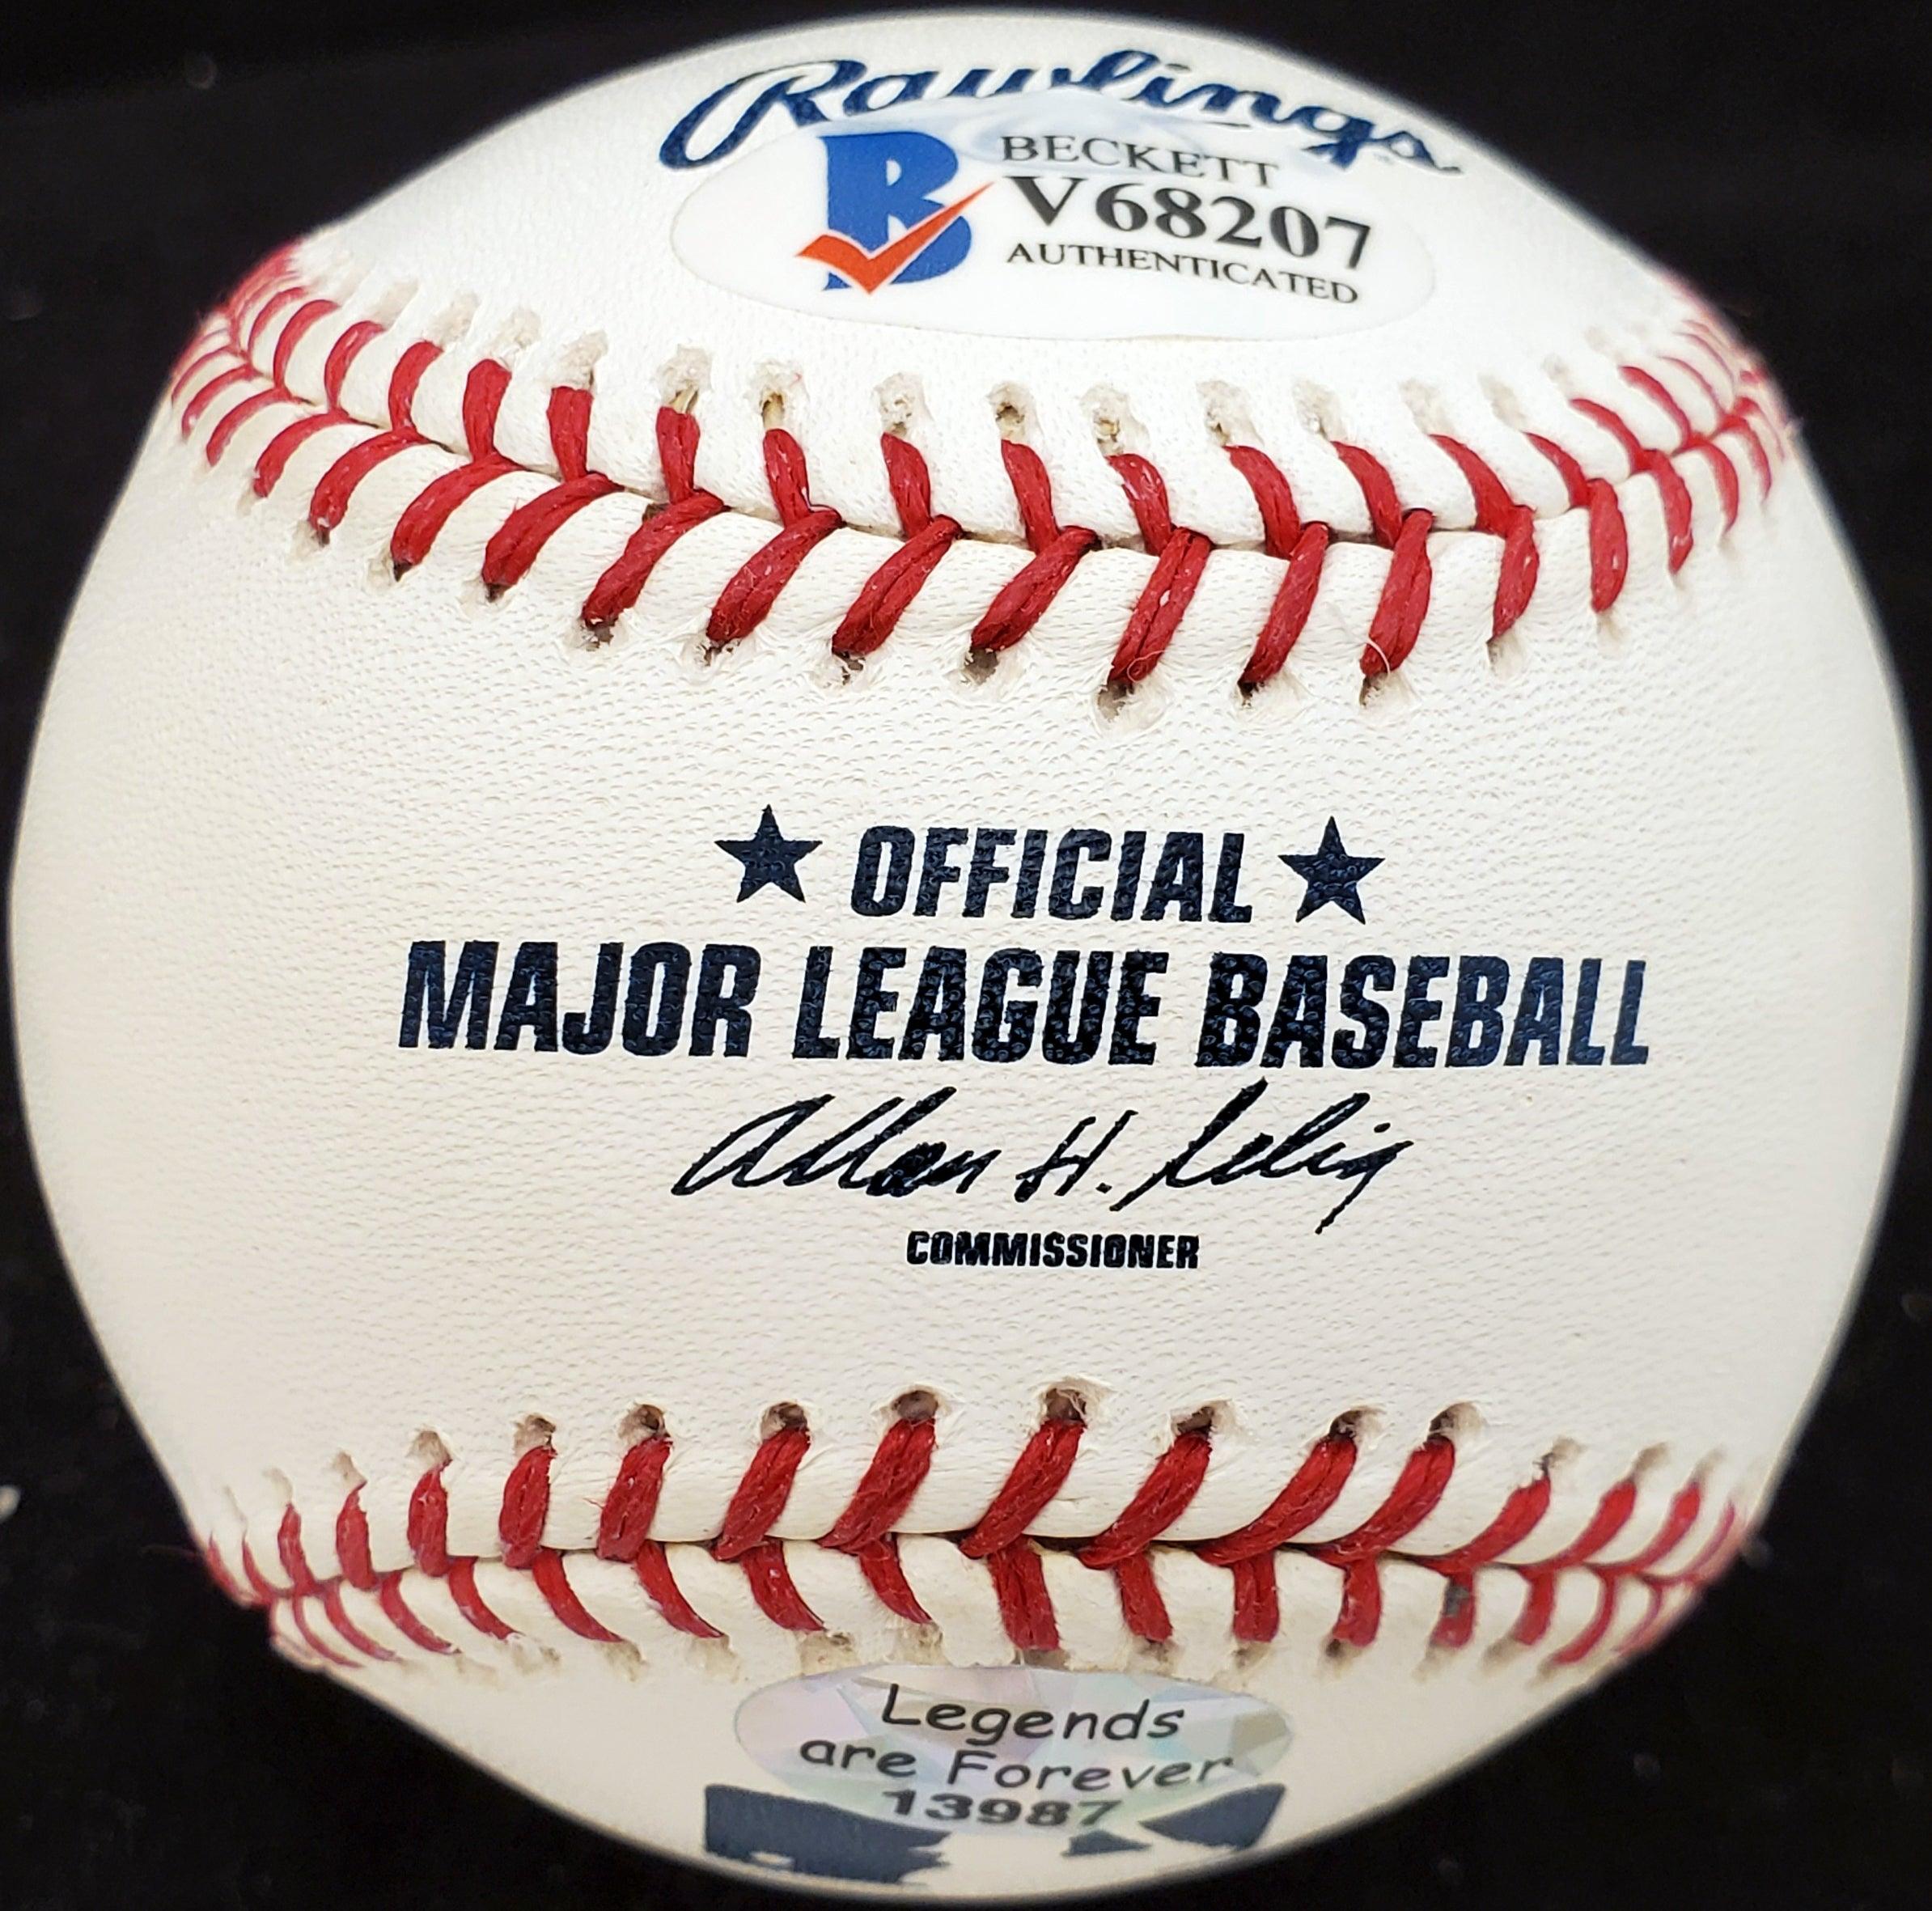 Rawlings
BECKETT
V68207
AUTHENTICATED
★ OFFICIAL ★
MAJOR LEAGUE BASEBALL
Allan H. Selig
COMMISSIONER
Legends
are Forever
13987